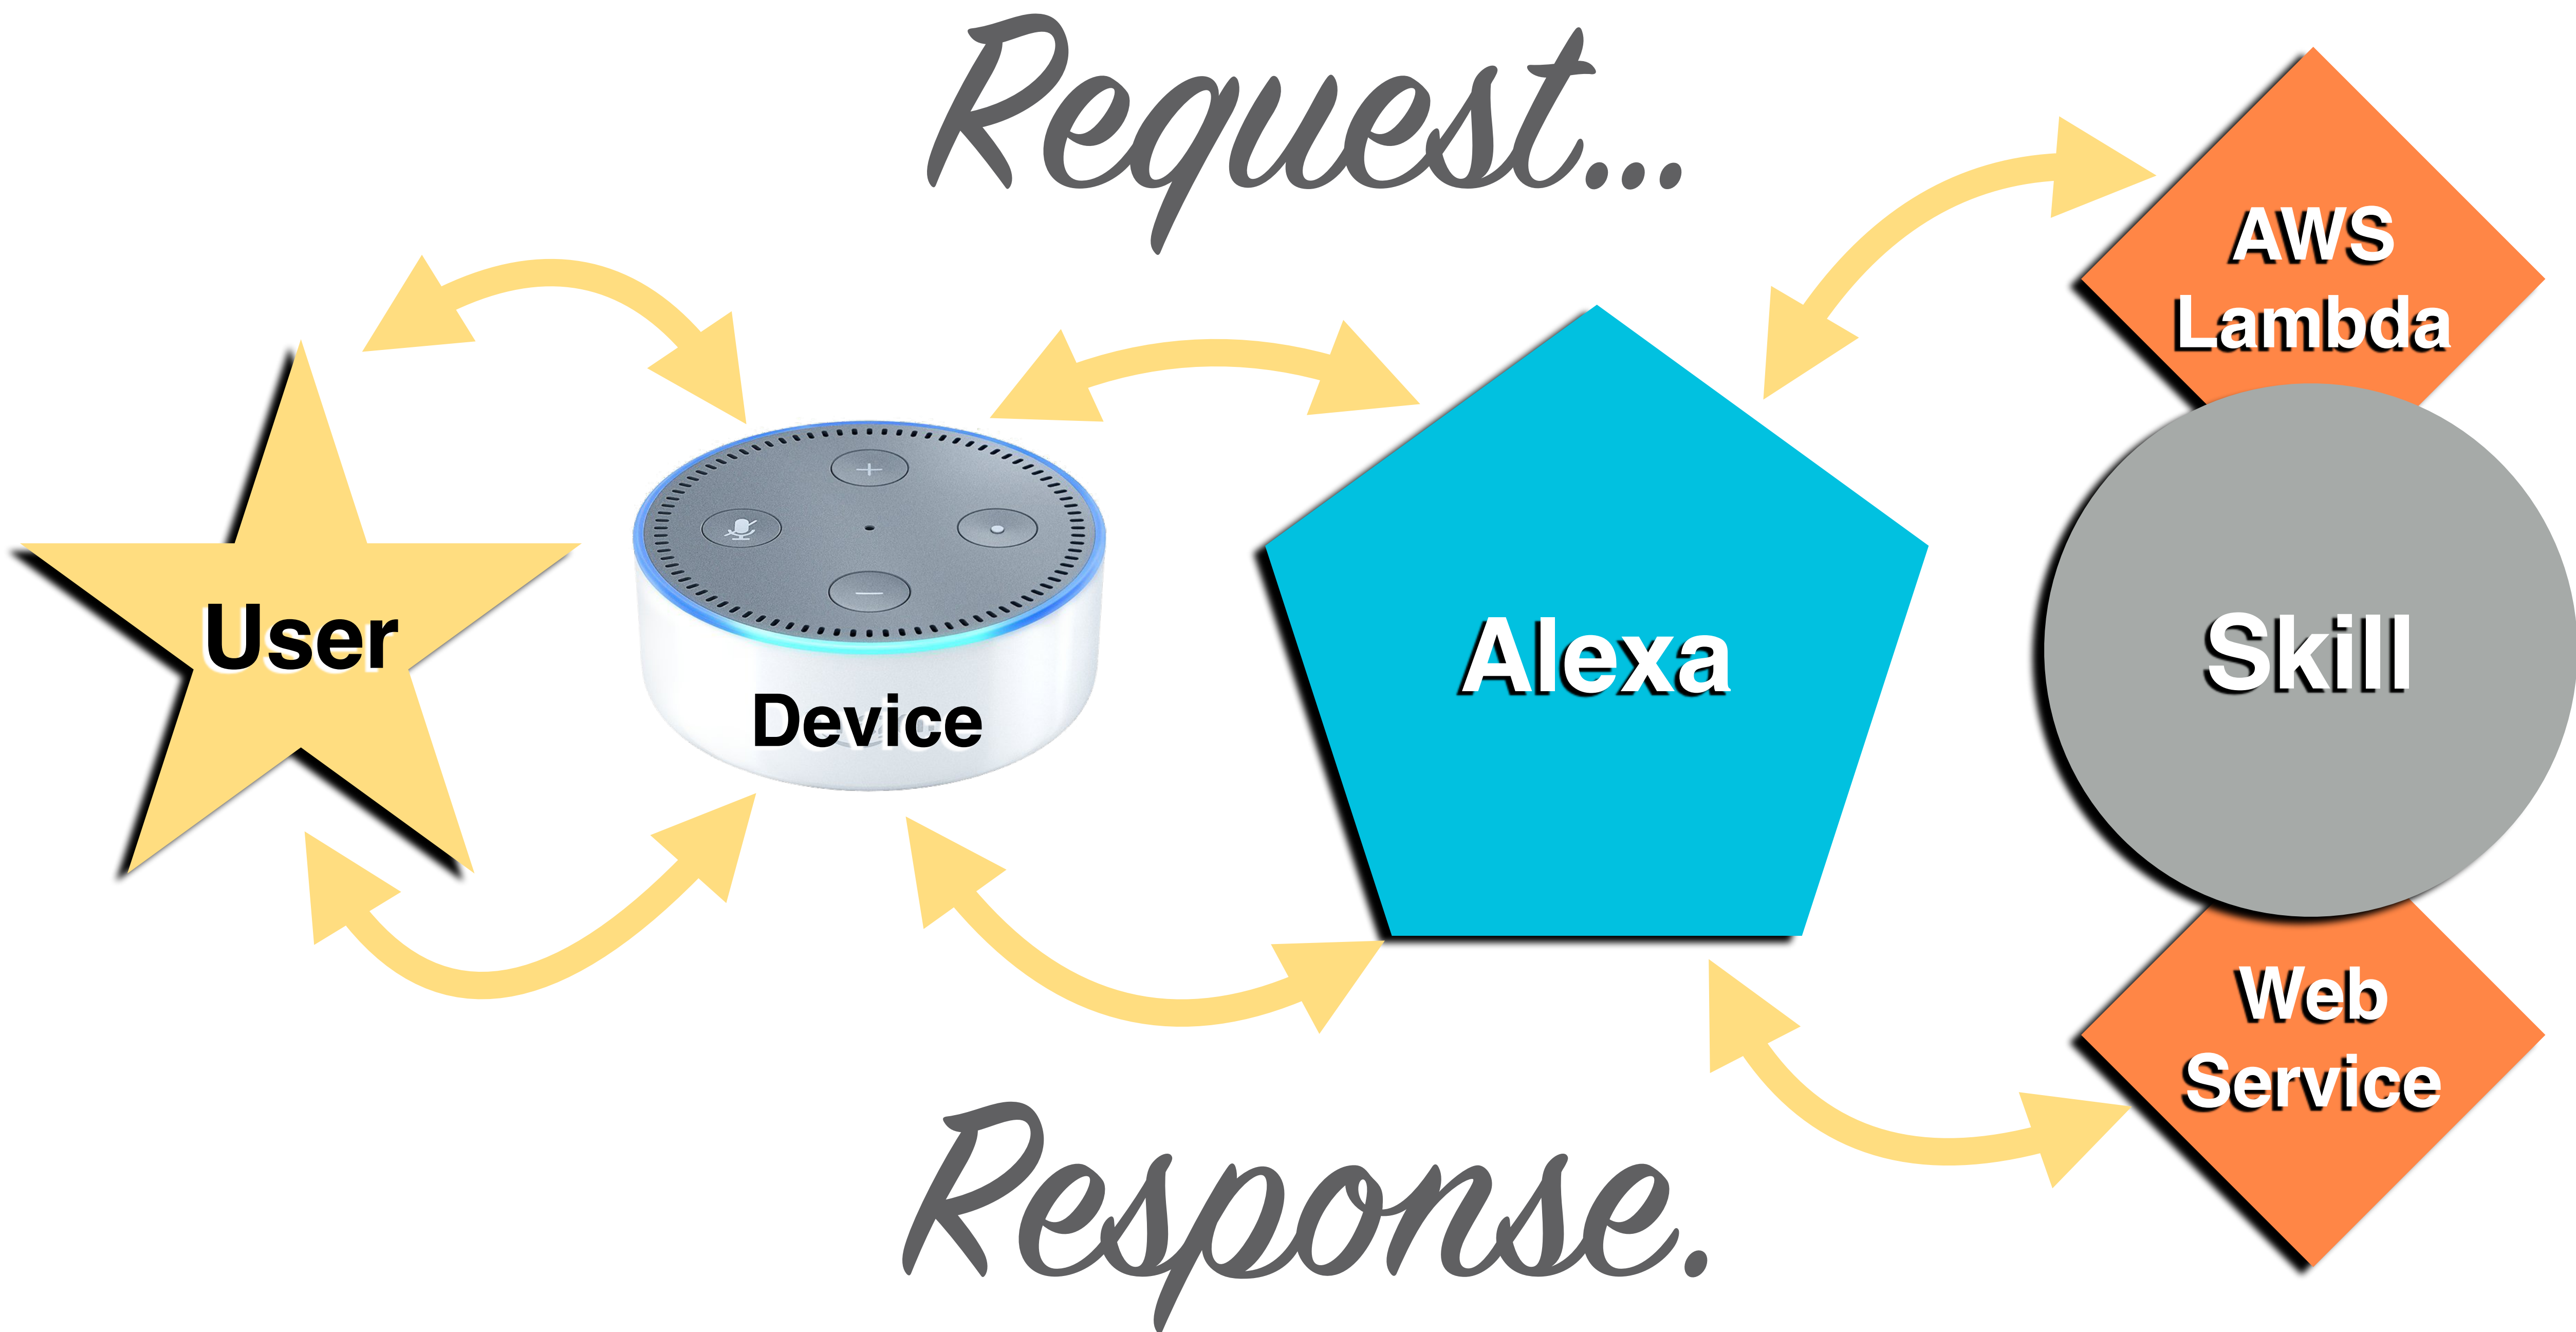 Request...
AWS
Lambda
User
Device
Alexa
Skill
Web
Service
Response.